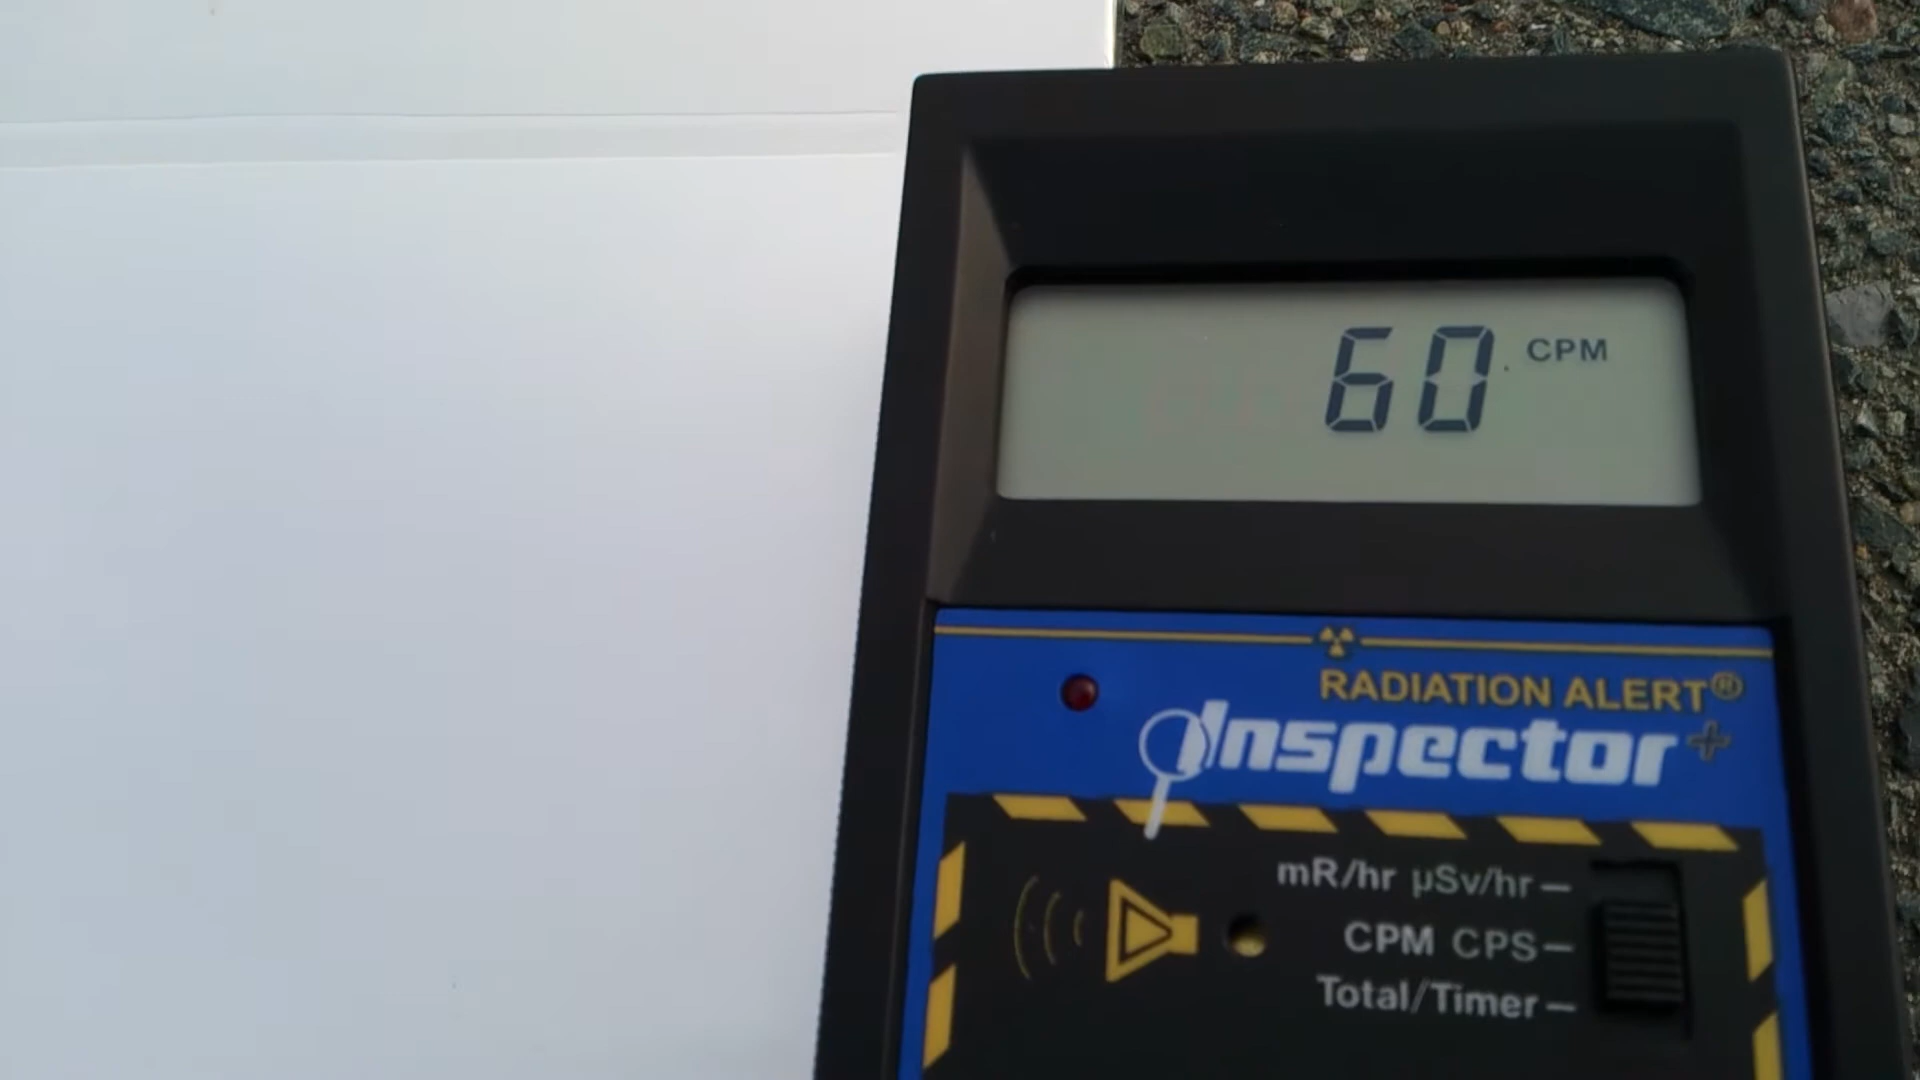 60 CPM
RADIATION ALERT®
Inspector+
mR/hr µSv/hr
CPM CPS
Total/Timer